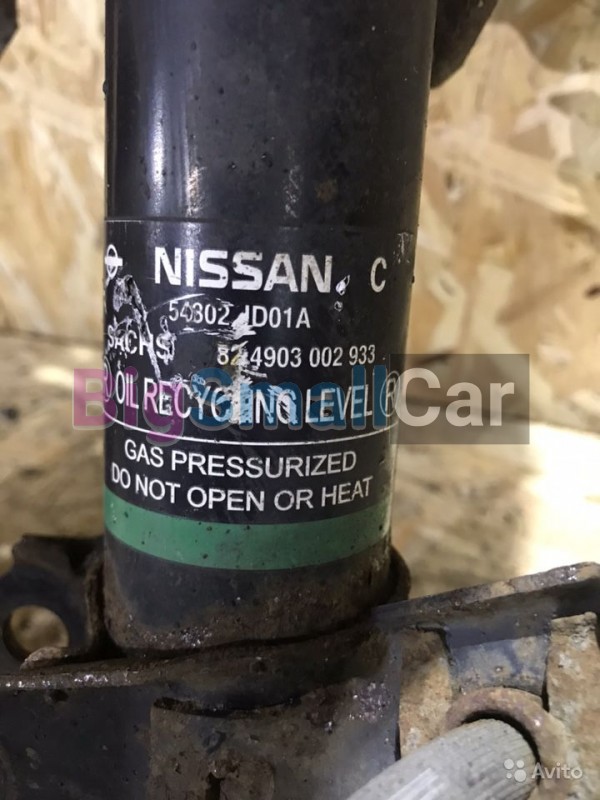 NISSAN. C
54302 JD01A
SACHS 824903 002 933
BigSmallCar
OIL RECYCLING LEVEL R
GAS PRESSURIZED
DO NOT OPEN OR HEAT
Avito